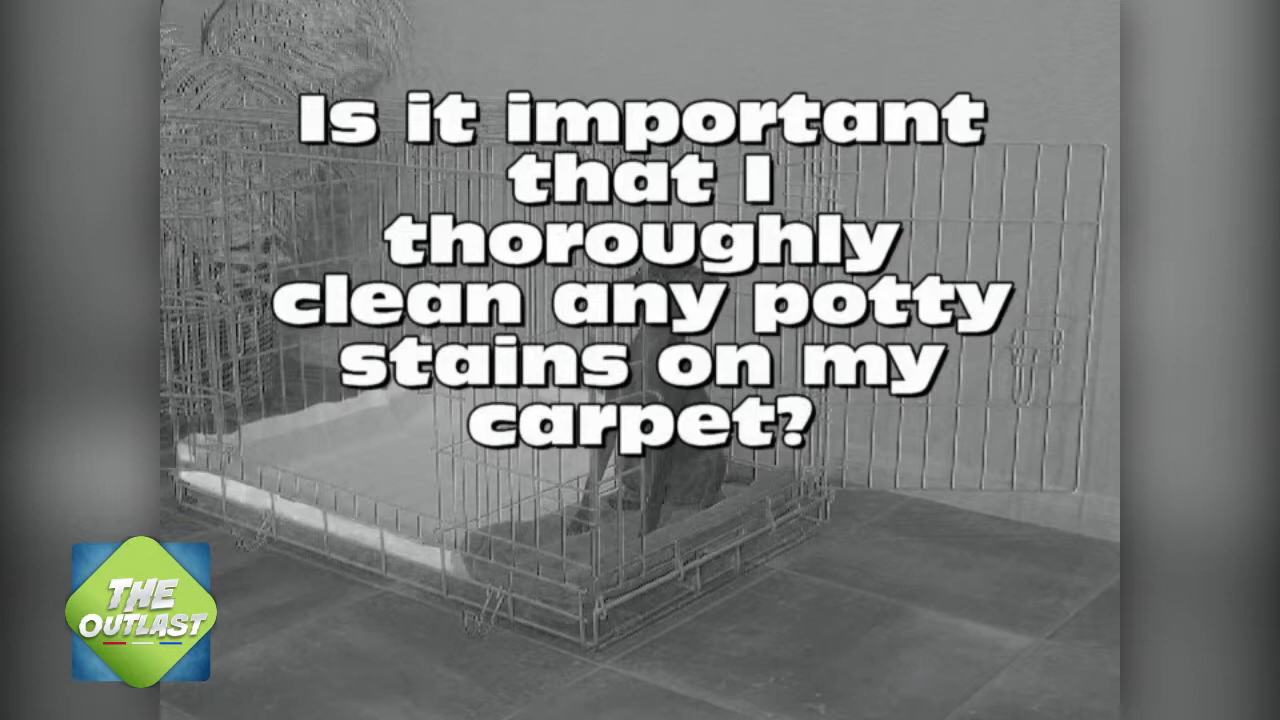 Is it important
that I
thoroughly
clean any potty
stains on my
carpet?
THE
OUTLAST